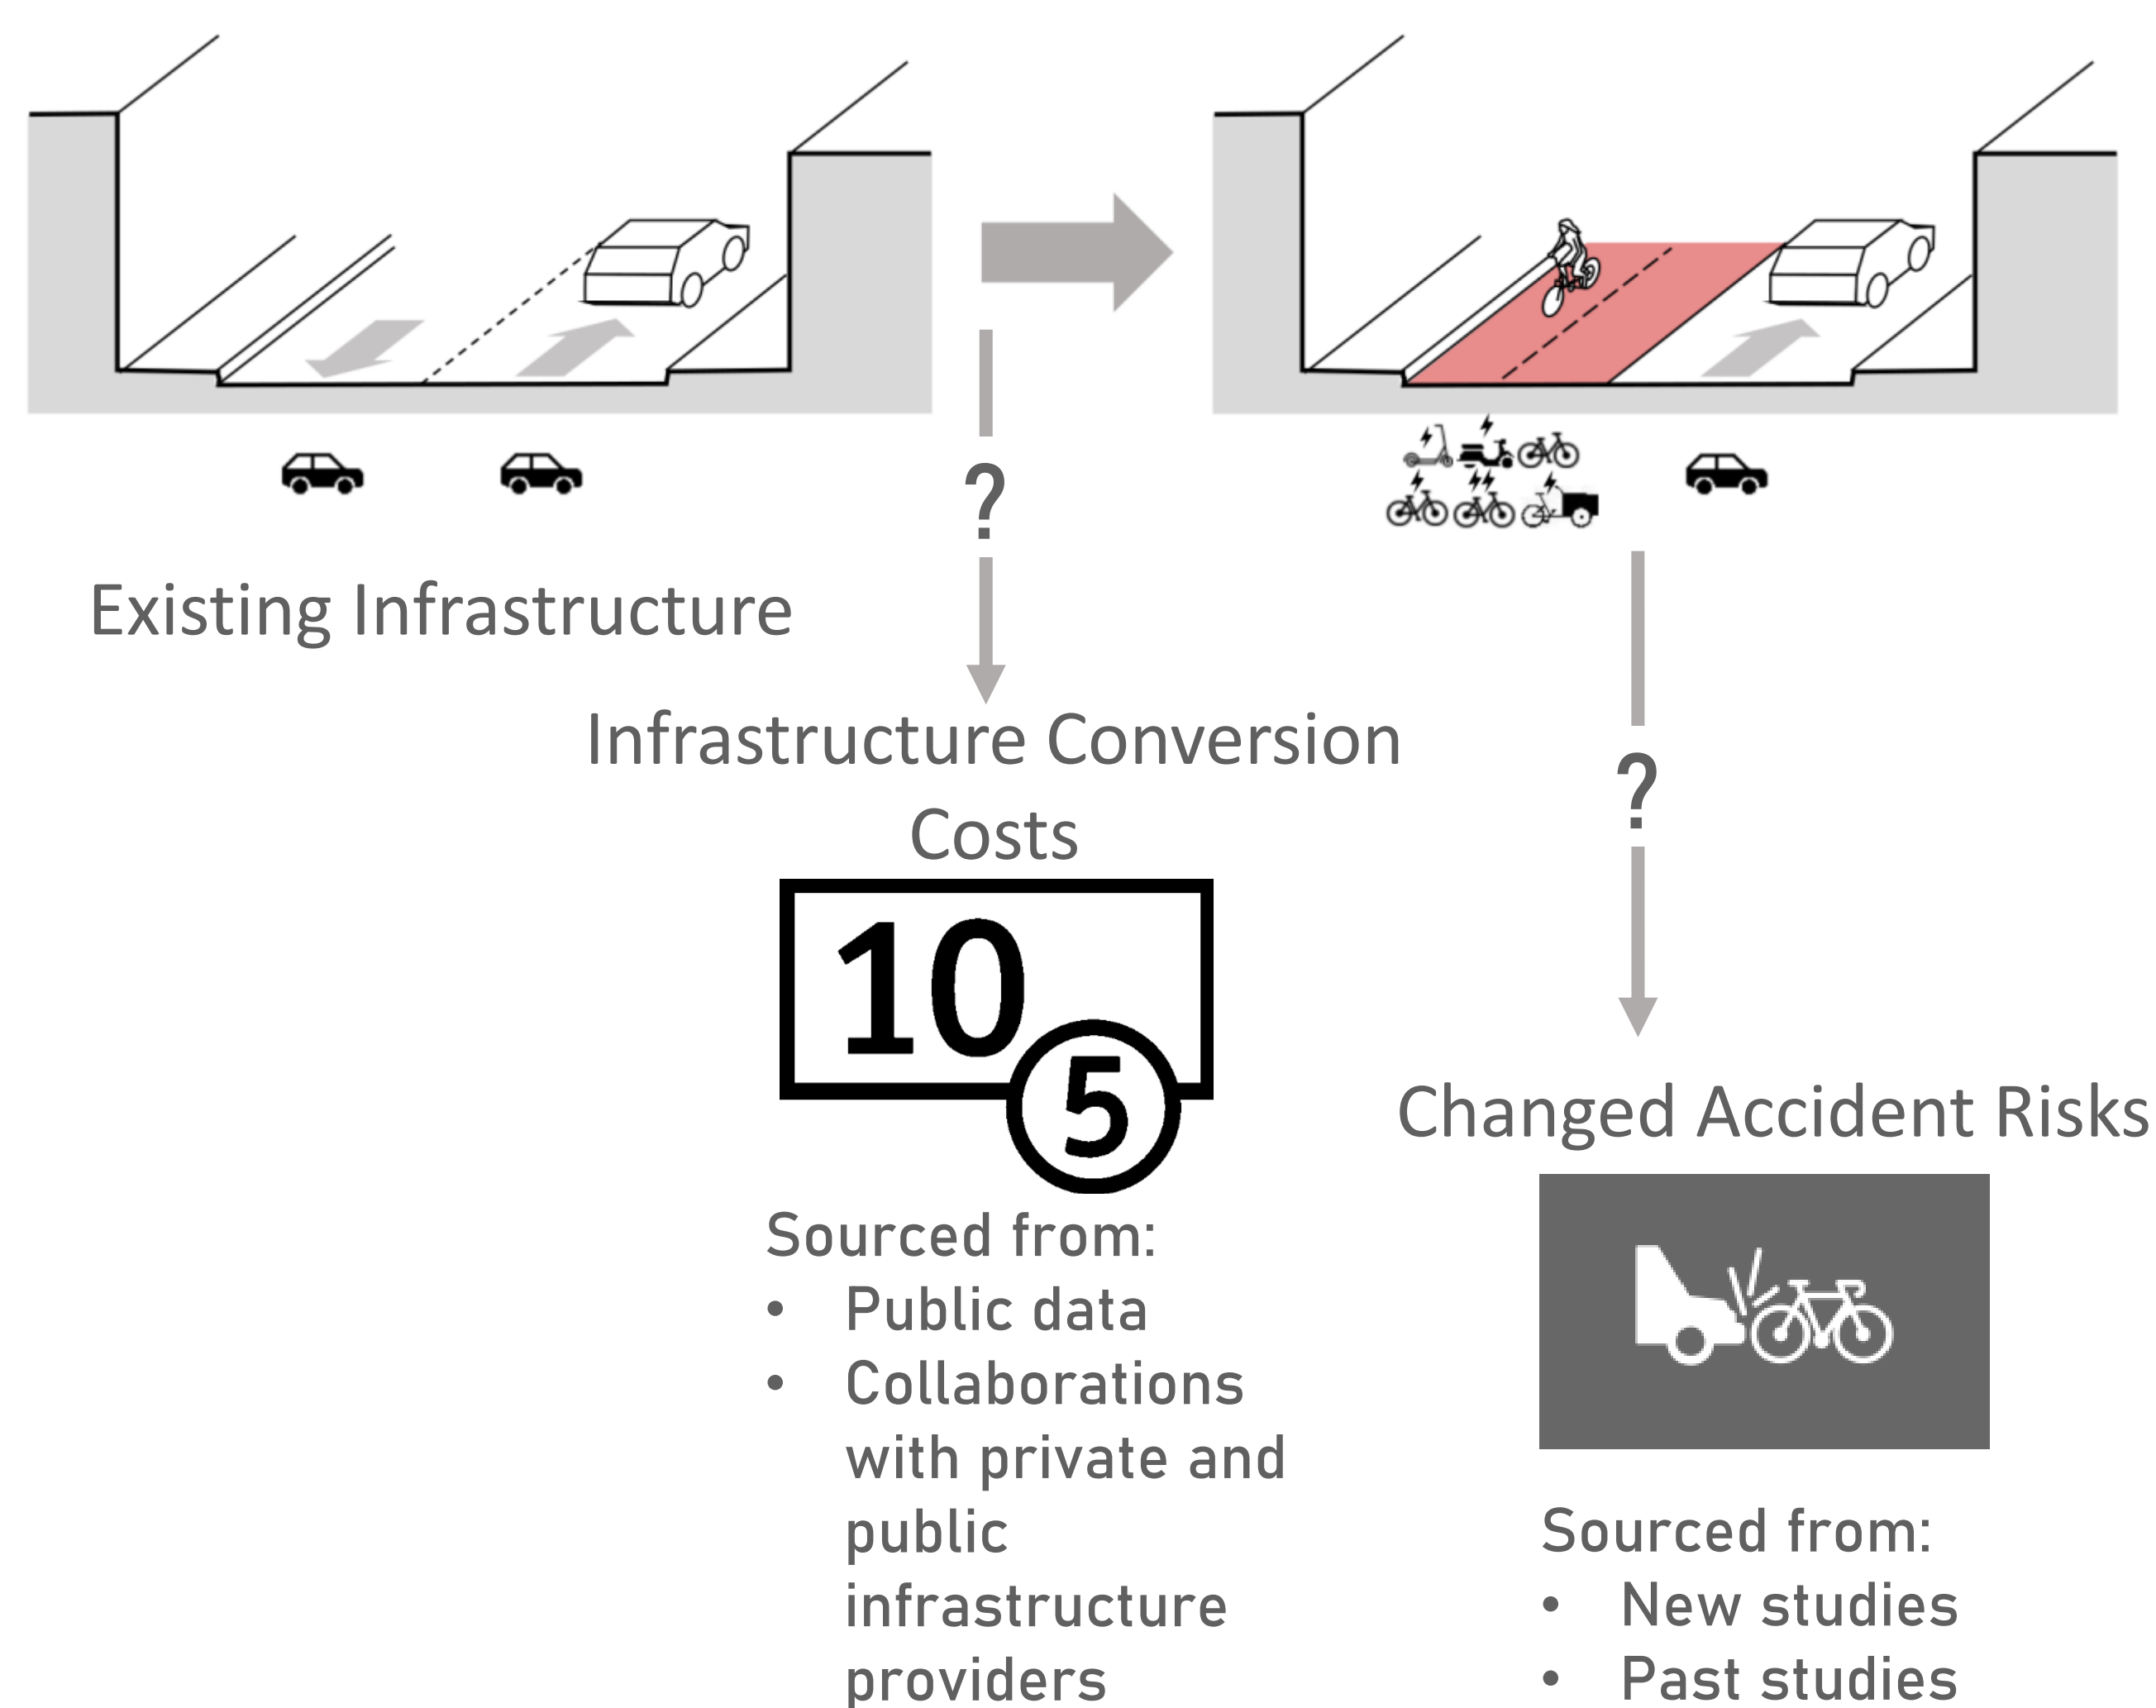 ?
Existing Infrastructure
Infrastructure Conversion
Costs
10
5
Sourced from:
• Public data
• Collaborations
with private and
public
infrastructure
providers
?
Changed Accident Risks
Sourced from:
• New studies
• Past studies